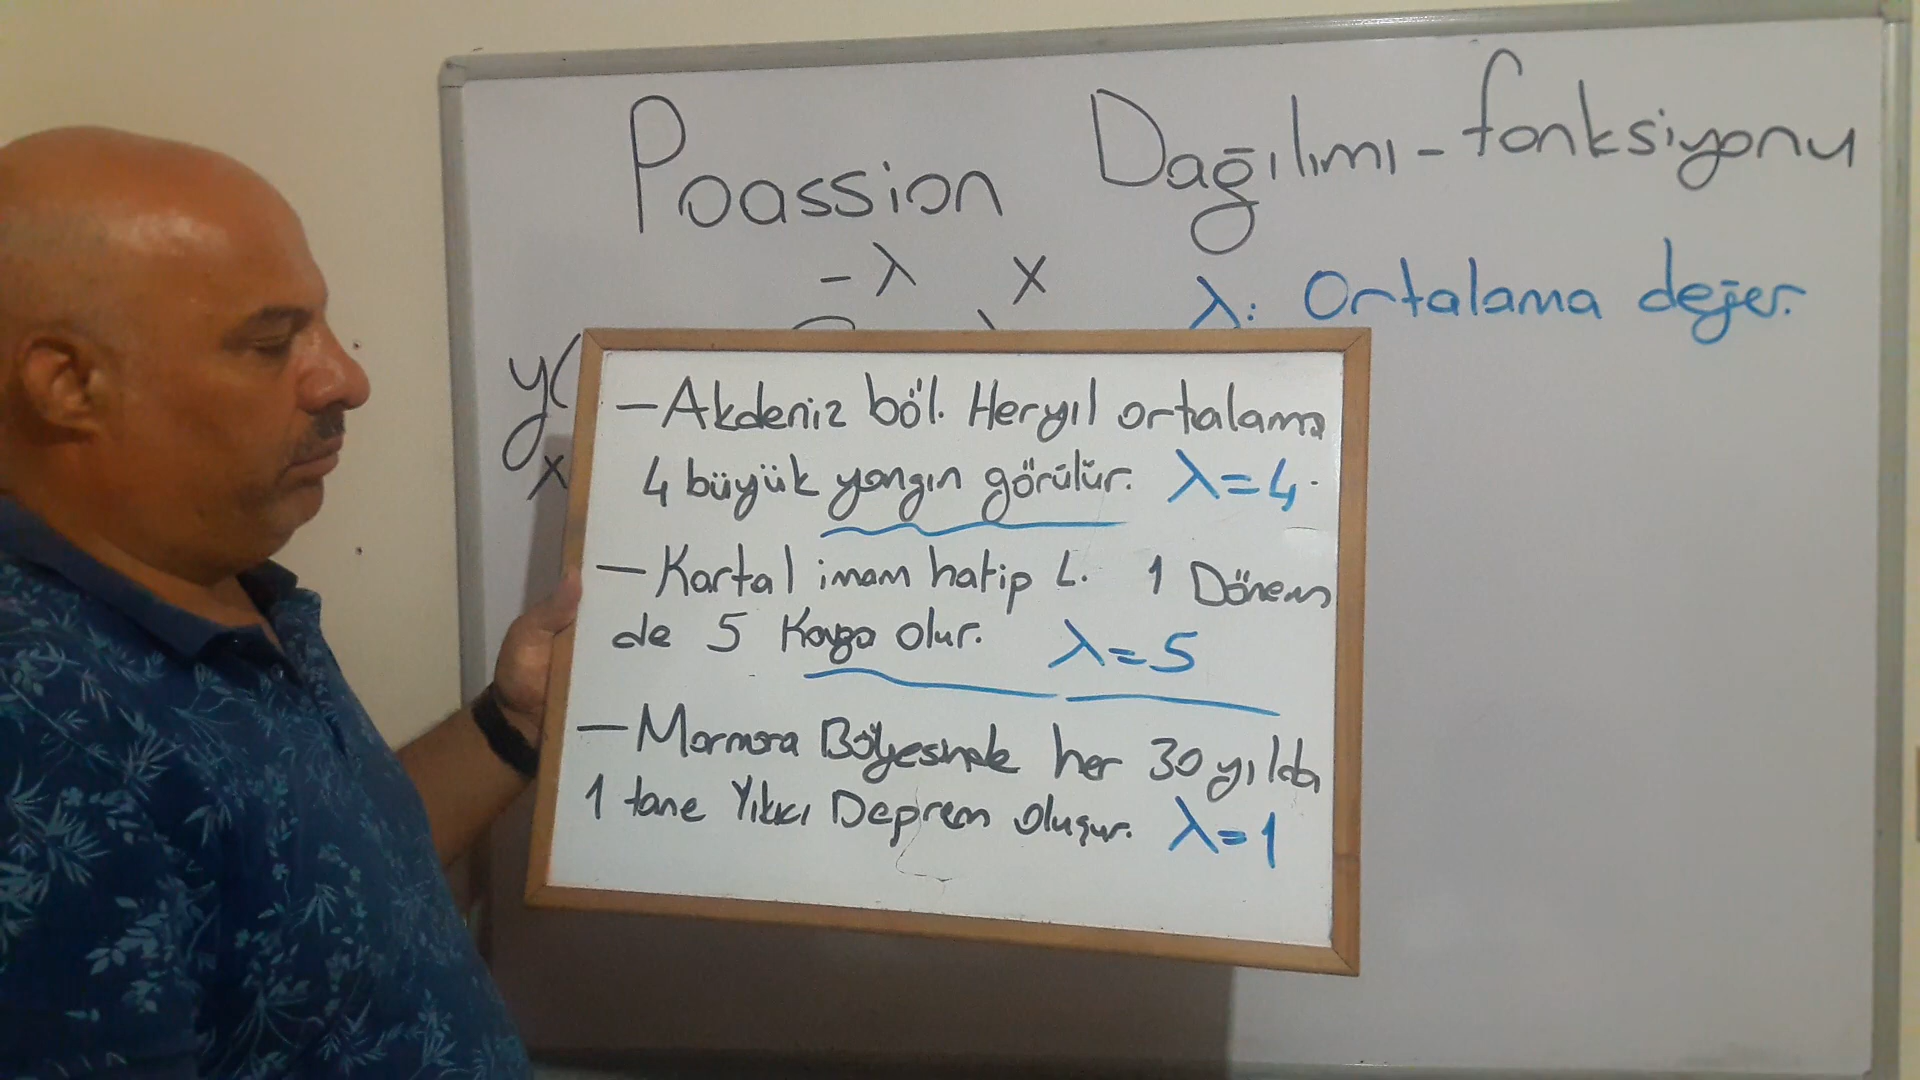 Poassion Dağılımı-fonksiyonu
-λ x
λ: Ortalama değer.
y(
x
—Akdeniz böl. Heryıl ortalama
4 büyük yangın görülür. λ=4.
—Kartal imam hatip L. 1 Dönem
de 5 Kavga olur. λ=5
—Marmara Bölgesinde her 30 yılda
1 tane Yıkıcı Deprem oluşur. λ=1